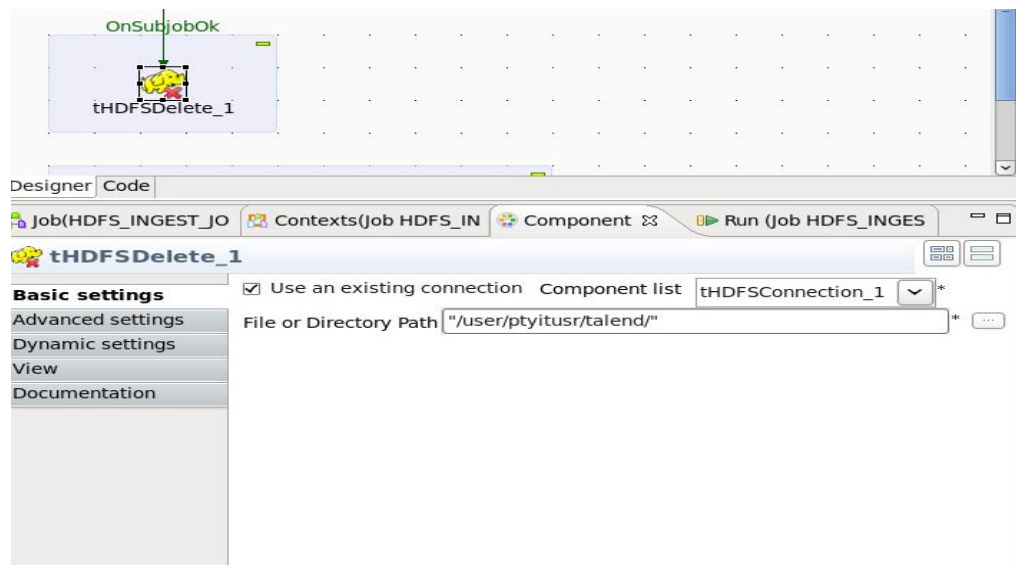 OnSubjobOk
tHDFSDelete_1
Designer Code
Job(HDFS_INGEST_JO Contexts(Job HDFS_IN Component Run (Job HDFS_INGES
tHDFSDelete_1
Basic settings
Use an existing connection Component list tHDFSConnection_1 *
Advanced settings
File or Directory Path "/user/ptyitusr/talend/" * ...
Dynamic settings
View
Documentation